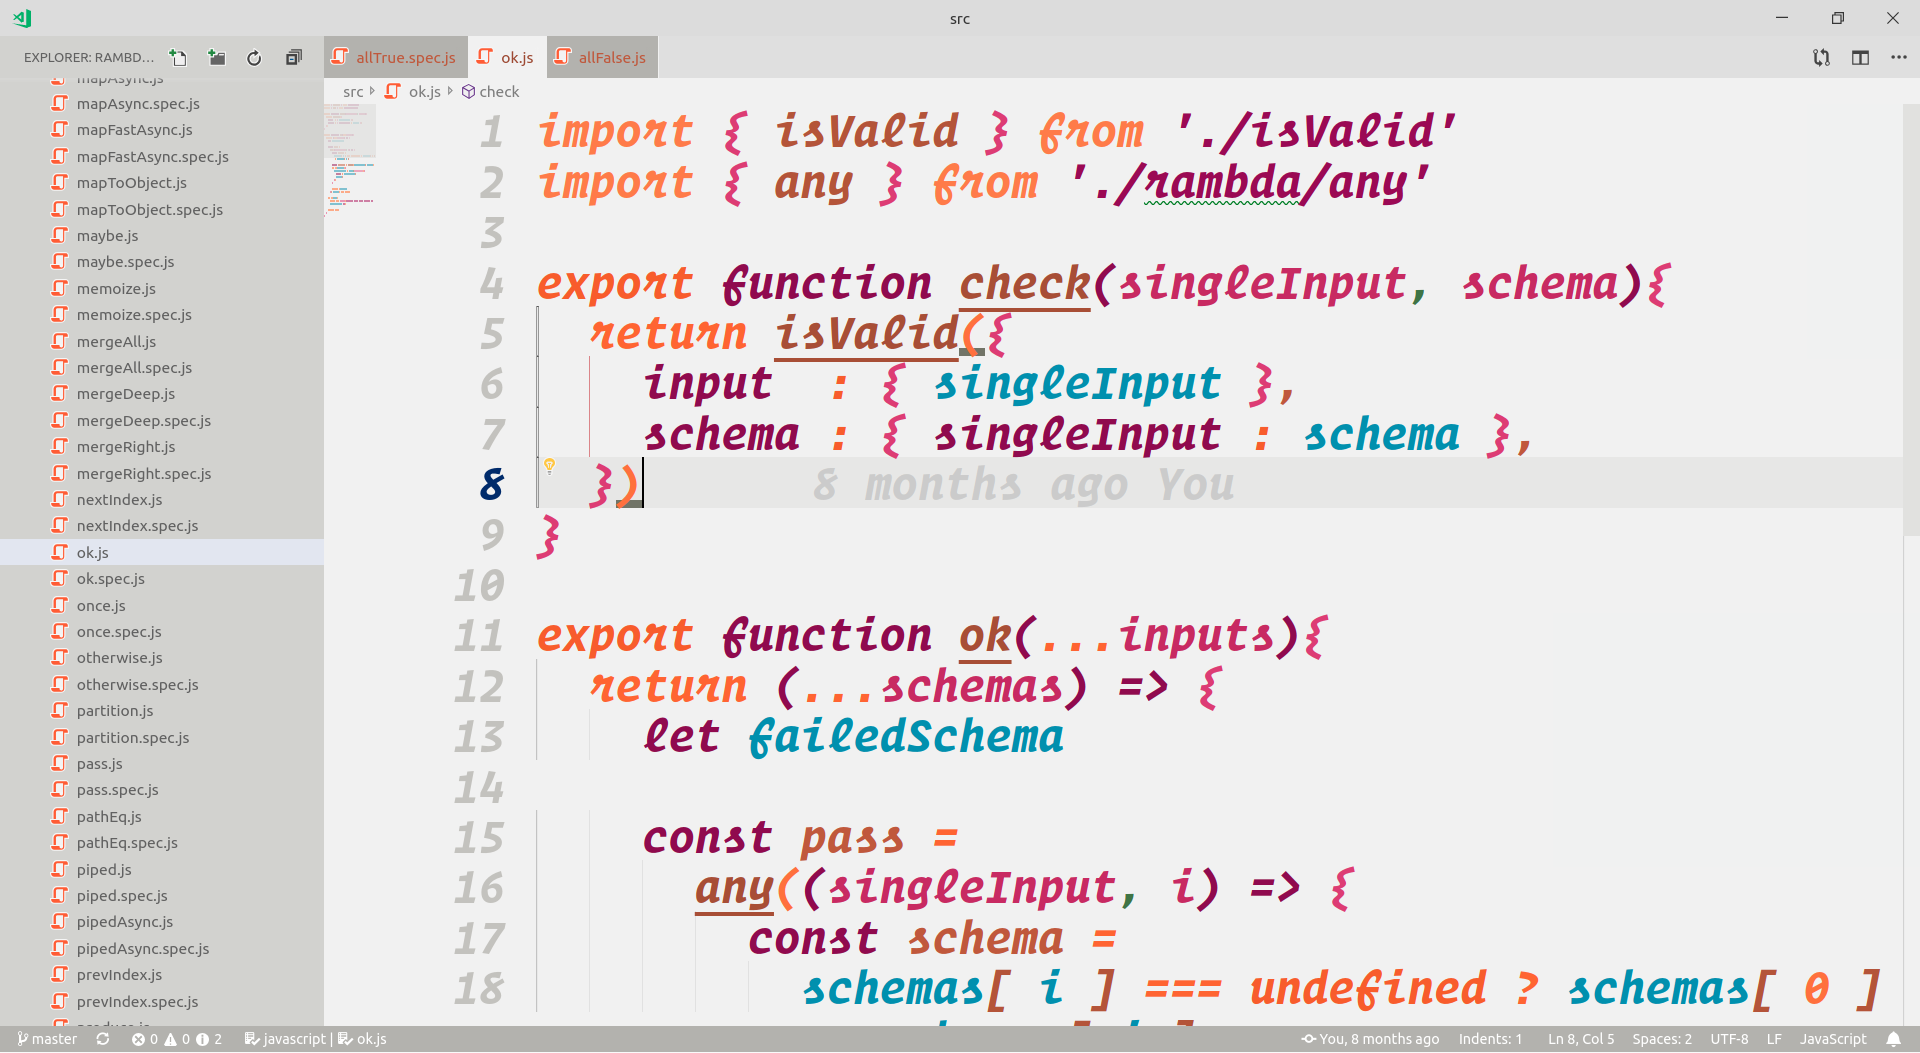 src
EXPLORER: RAMBD...
allTrue.spec.js
ok.js
allFalse.js
src
ok.js
check
mapAsync.js
mapAsync.spec.js
mapFastAsync.js
mapFastAsync.spec.js
mapToObject.js
mapToObject.spec.js
maybe.js
maybe.spec.js
memoize.js
memoize.spec.js
mergeAll.js
mergeAll.spec.js
mergeDeep.js
mergeDeep.spec.js
mergeRight.js
mergeRight.spec.js
nextIndex.js
nextIndex.spec.js
ok.js
ok.spec.js
once.js
once.spec.js
otherwise.js
otherwise.spec.js
partition.js
partition.spec.js
pass.js
pass.spec.js
pathEq.js
pathEq.spec.js
piped.js
piped.spec.js
pipedAsync.js
pipedAsync.spec.js
prevIndex.js
prevIndex.spec.js
1 import { isValid } from './isValid'
2 import { any } from './rambda/any'
3
4 export function check(singleInput, schema){
5 return isValid({
6 input : { singleInput },
7 schema : { singleInput : schema },
8 }) 8 months ago You
9 }
10
11 export function ok(...inputs){
12 return (...schemas) => {
13 let failedSchema
14
15 const pass =
16 any((singleInput, i) => {
17 const schema =
18 schemas[ i ] === undefined ? schemas[ 0 ]
master 0 0 2 javascript | ok.js You, 8 months ago Indents: 1 Ln 8, Col 5 Spaces: 2 UTF-8 LF JavaScript